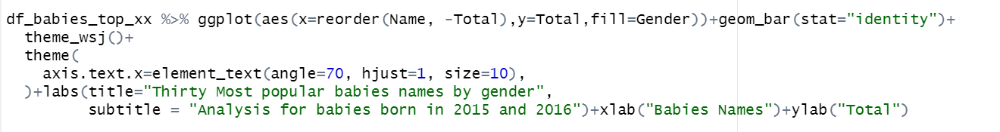 df_babies_top_xx %>% ggplot(aes(x=reorder(Name, -Total),y=Total,fill=Gender))+geom_bar(stat="identity")+
theme_wsj()+
theme(
axis.text.x=element_text(angle=70, hjust=1, size=10),
)+labs(title="Thirty Most popular babies names by gender",
subtitle = "Analysis for babies born in 2015 and 2016")+xlab("Babies Names")+ylab("Total")